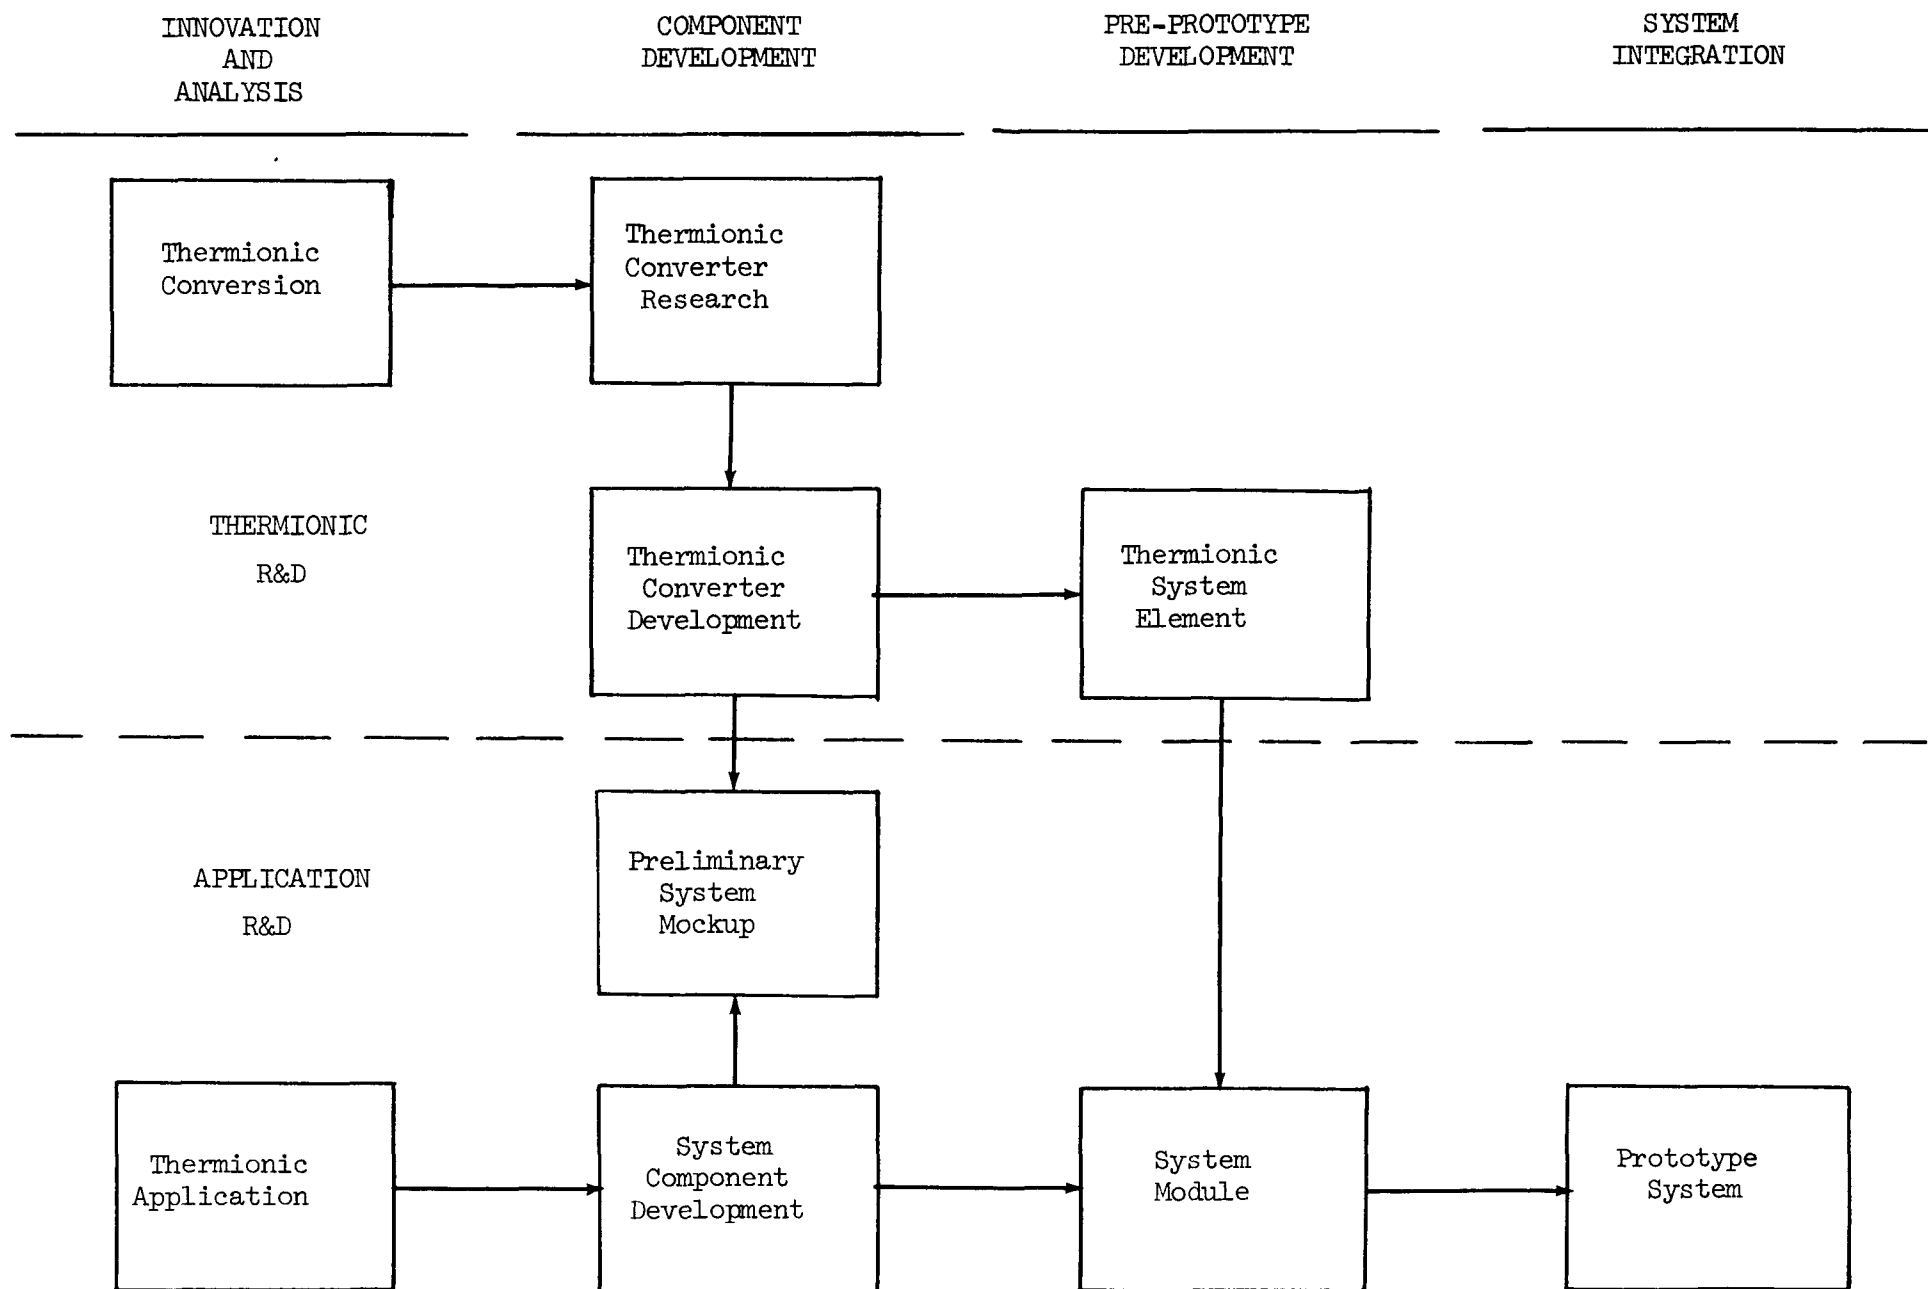 INNOVATION
AND
ANALYSIS
COMPONENT
DEVELOPMENT
PRE-PROTOTYPE
DEVELOPMENT
SYSTEM
INTEGRATION
Thermionic
Conversion
Thermionic
Converter
Research
THERMIONIC
R&D
Thermionic
Converter
Development
Thermionic
System
Element
APPLICATION
R&D
Preliminary
System
Mockup
Thermionic
Application
System
Component
Development
System
Module
Prototype
System